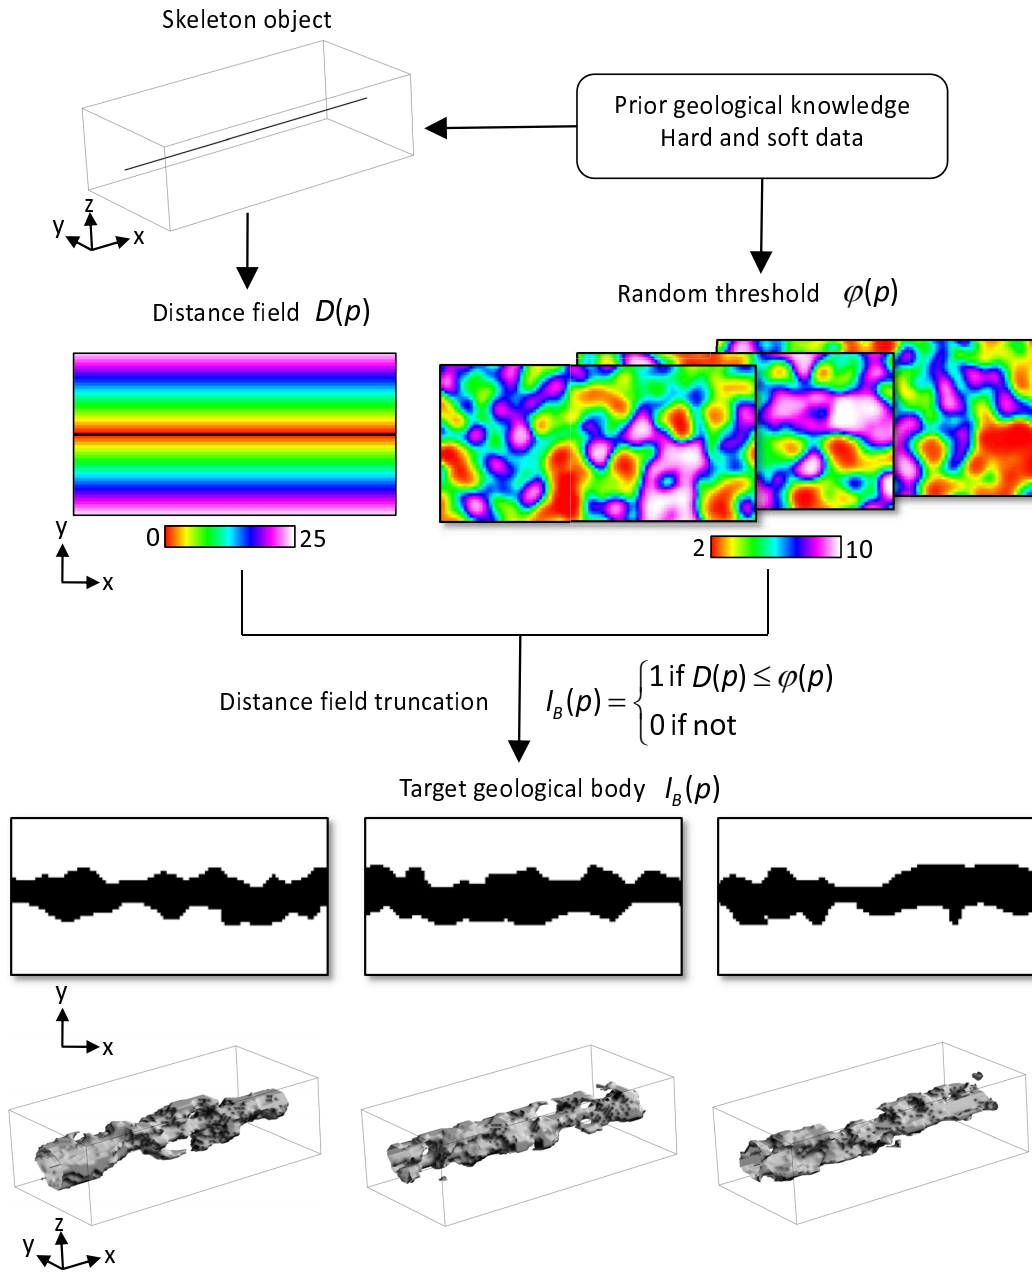 Skeleton object
Prior geological knowledge
Hard and soft data
z
y
x
Distance field D(p)
Random threshold φ(p)
0
25
2
10
y
x
Distance field truncation
I_B(p) = {1 if D(p) ≤ φ(p)
0 if not
Target geological body I_B(p)
y
x
z
y
x